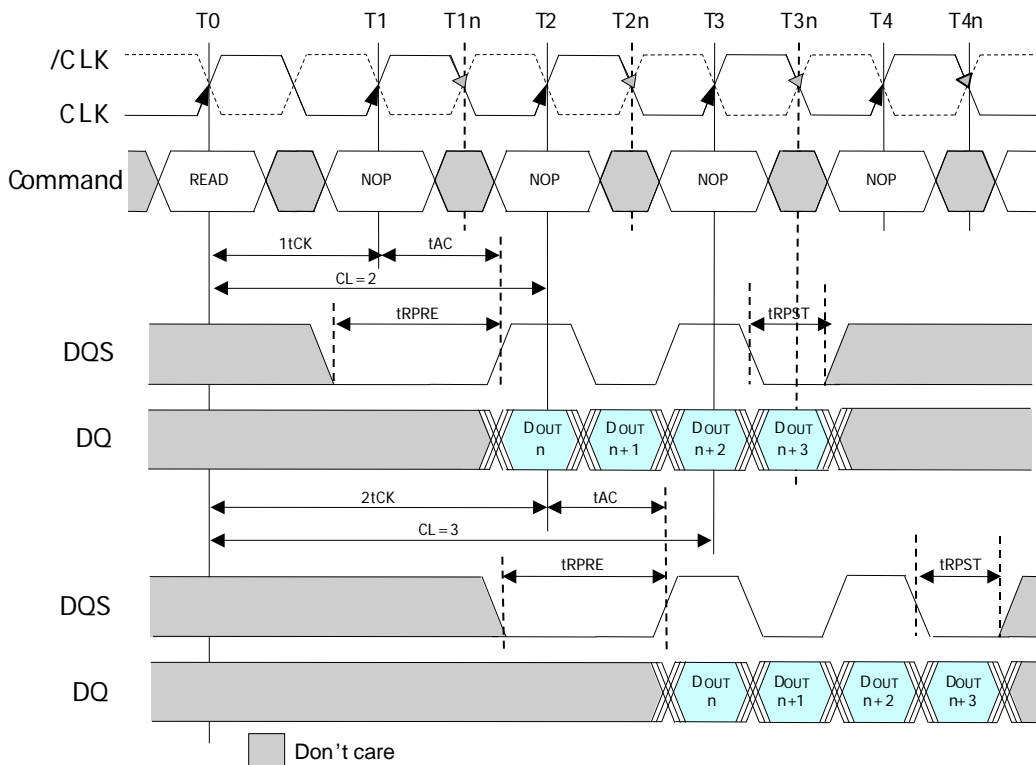 T0 T1 T1n T2 T2n T3 T3n T4 T4n
/CLK
CLK
Command READ NOP NOP NOP NOP
1tCK tAC
CL=2
tRPRE tRPST
DQS
DQ
DOUT n
DOUT n+1
DOUT n+2
DOUT n+3
2tCK tAC
CL=3
tRPRE tRPST
DQS
DQ
DOUT n
DOUT n+1
DOUT n+2
DOUT n+3
Don't care